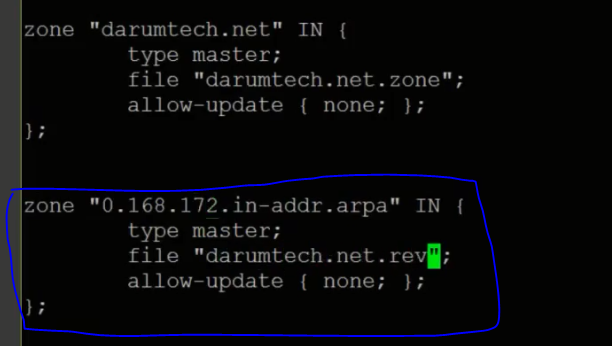 zone "darumtech.net" IN {
type master;
file "darumtech.net.zone";
allow-update { none; };
};
zone "0.168.172.in-addr.arpa" IN {
type master;
file "darumtech.net.rev";
allow-update { none; };
};